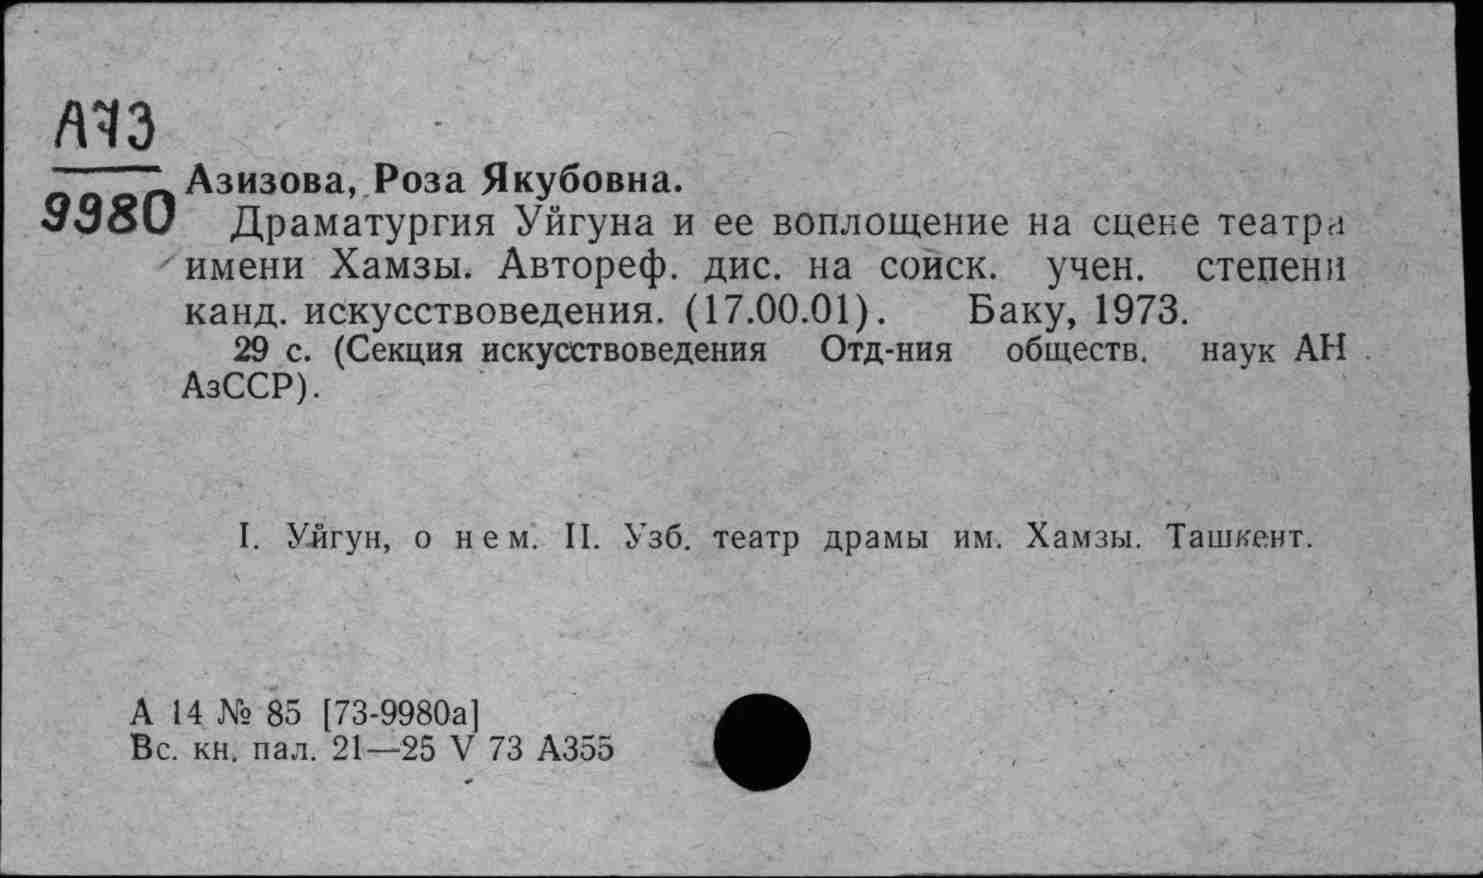 А73
9980
Азизова, Роза Якубовна.
Драматургия Уйгуна и ее воплощение на сцене театра
имени Хамзы. Автореф. дис. на соиск. учен. степени
канд. искусствоведения. (17.00.01). Баку, 1973.
29 с. (Секция искусствоведения Отд-ния обществ. наук АН
АзССР).
I. Уйгун, о нем. II. Узб. театр драмы им. Хамзы. Ташкент.
А 14 № 85 [73-9980а]
Вс. кн. пал. 21—25 V 73 А355